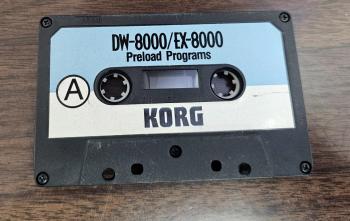 DW-8000/EX-8000
Preload Programs
A
KORG